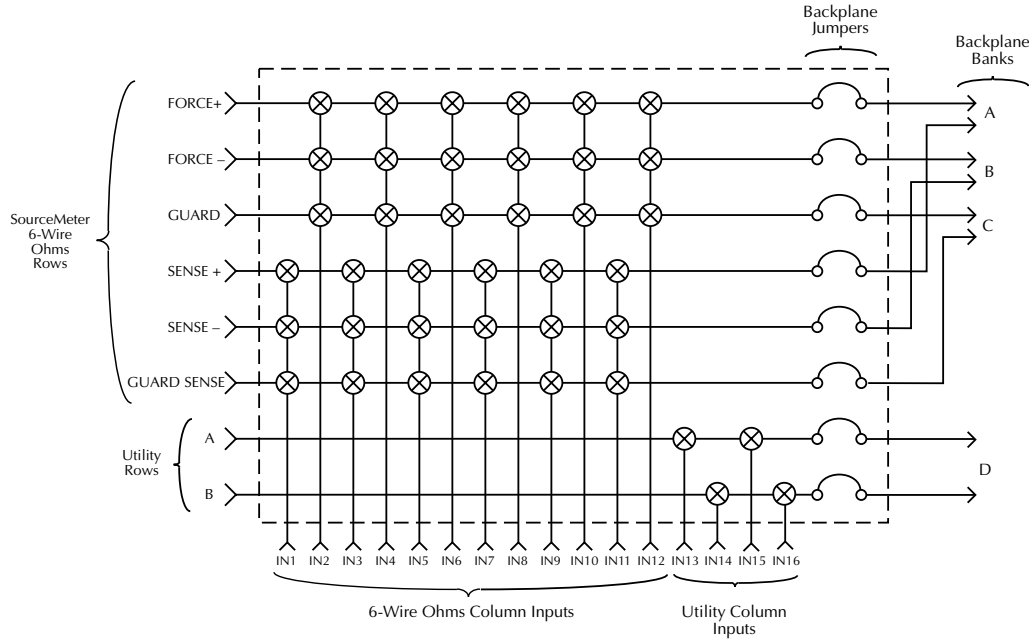 Backplane
Jumpers
Backplane
Banks
FORCE+
FORCE –
GUARD
SENSE +
SENSE –
GUARD SENSE
SourceMeter
6-Wire
Ohms
Rows
A
B
Utility
Rows
A
B
C
D
IN1 IN2 IN3 IN4 IN5 IN6 IN7 IN8 IN9 IN10 IN11 IN12 IN13 IN14 IN15 IN16
6-Wire Ohms Column Inputs
Utility Column
Inputs